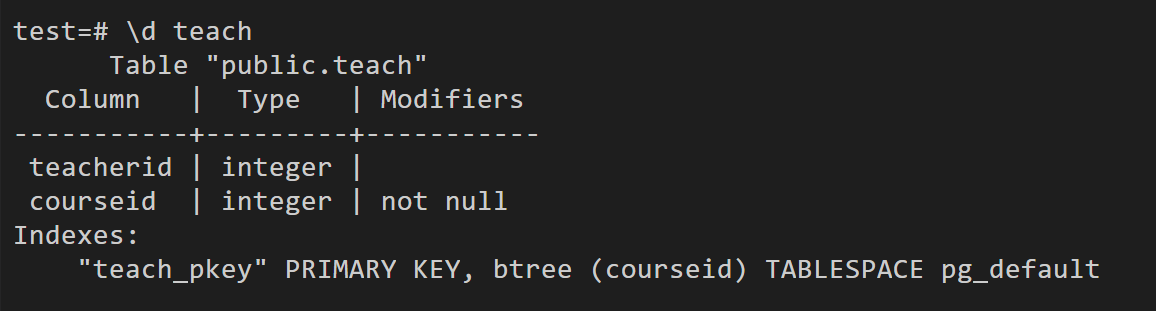 test=# \d teach
      Table "public.teach"
  Column   |  Type   | Modifiers
-----------+---------+-----------
 teacherid | integer |
 courseid  | integer | not null
Indexes:
    "teach_pkey" PRIMARY KEY, btree (courseid) TABLESPACE pg_default